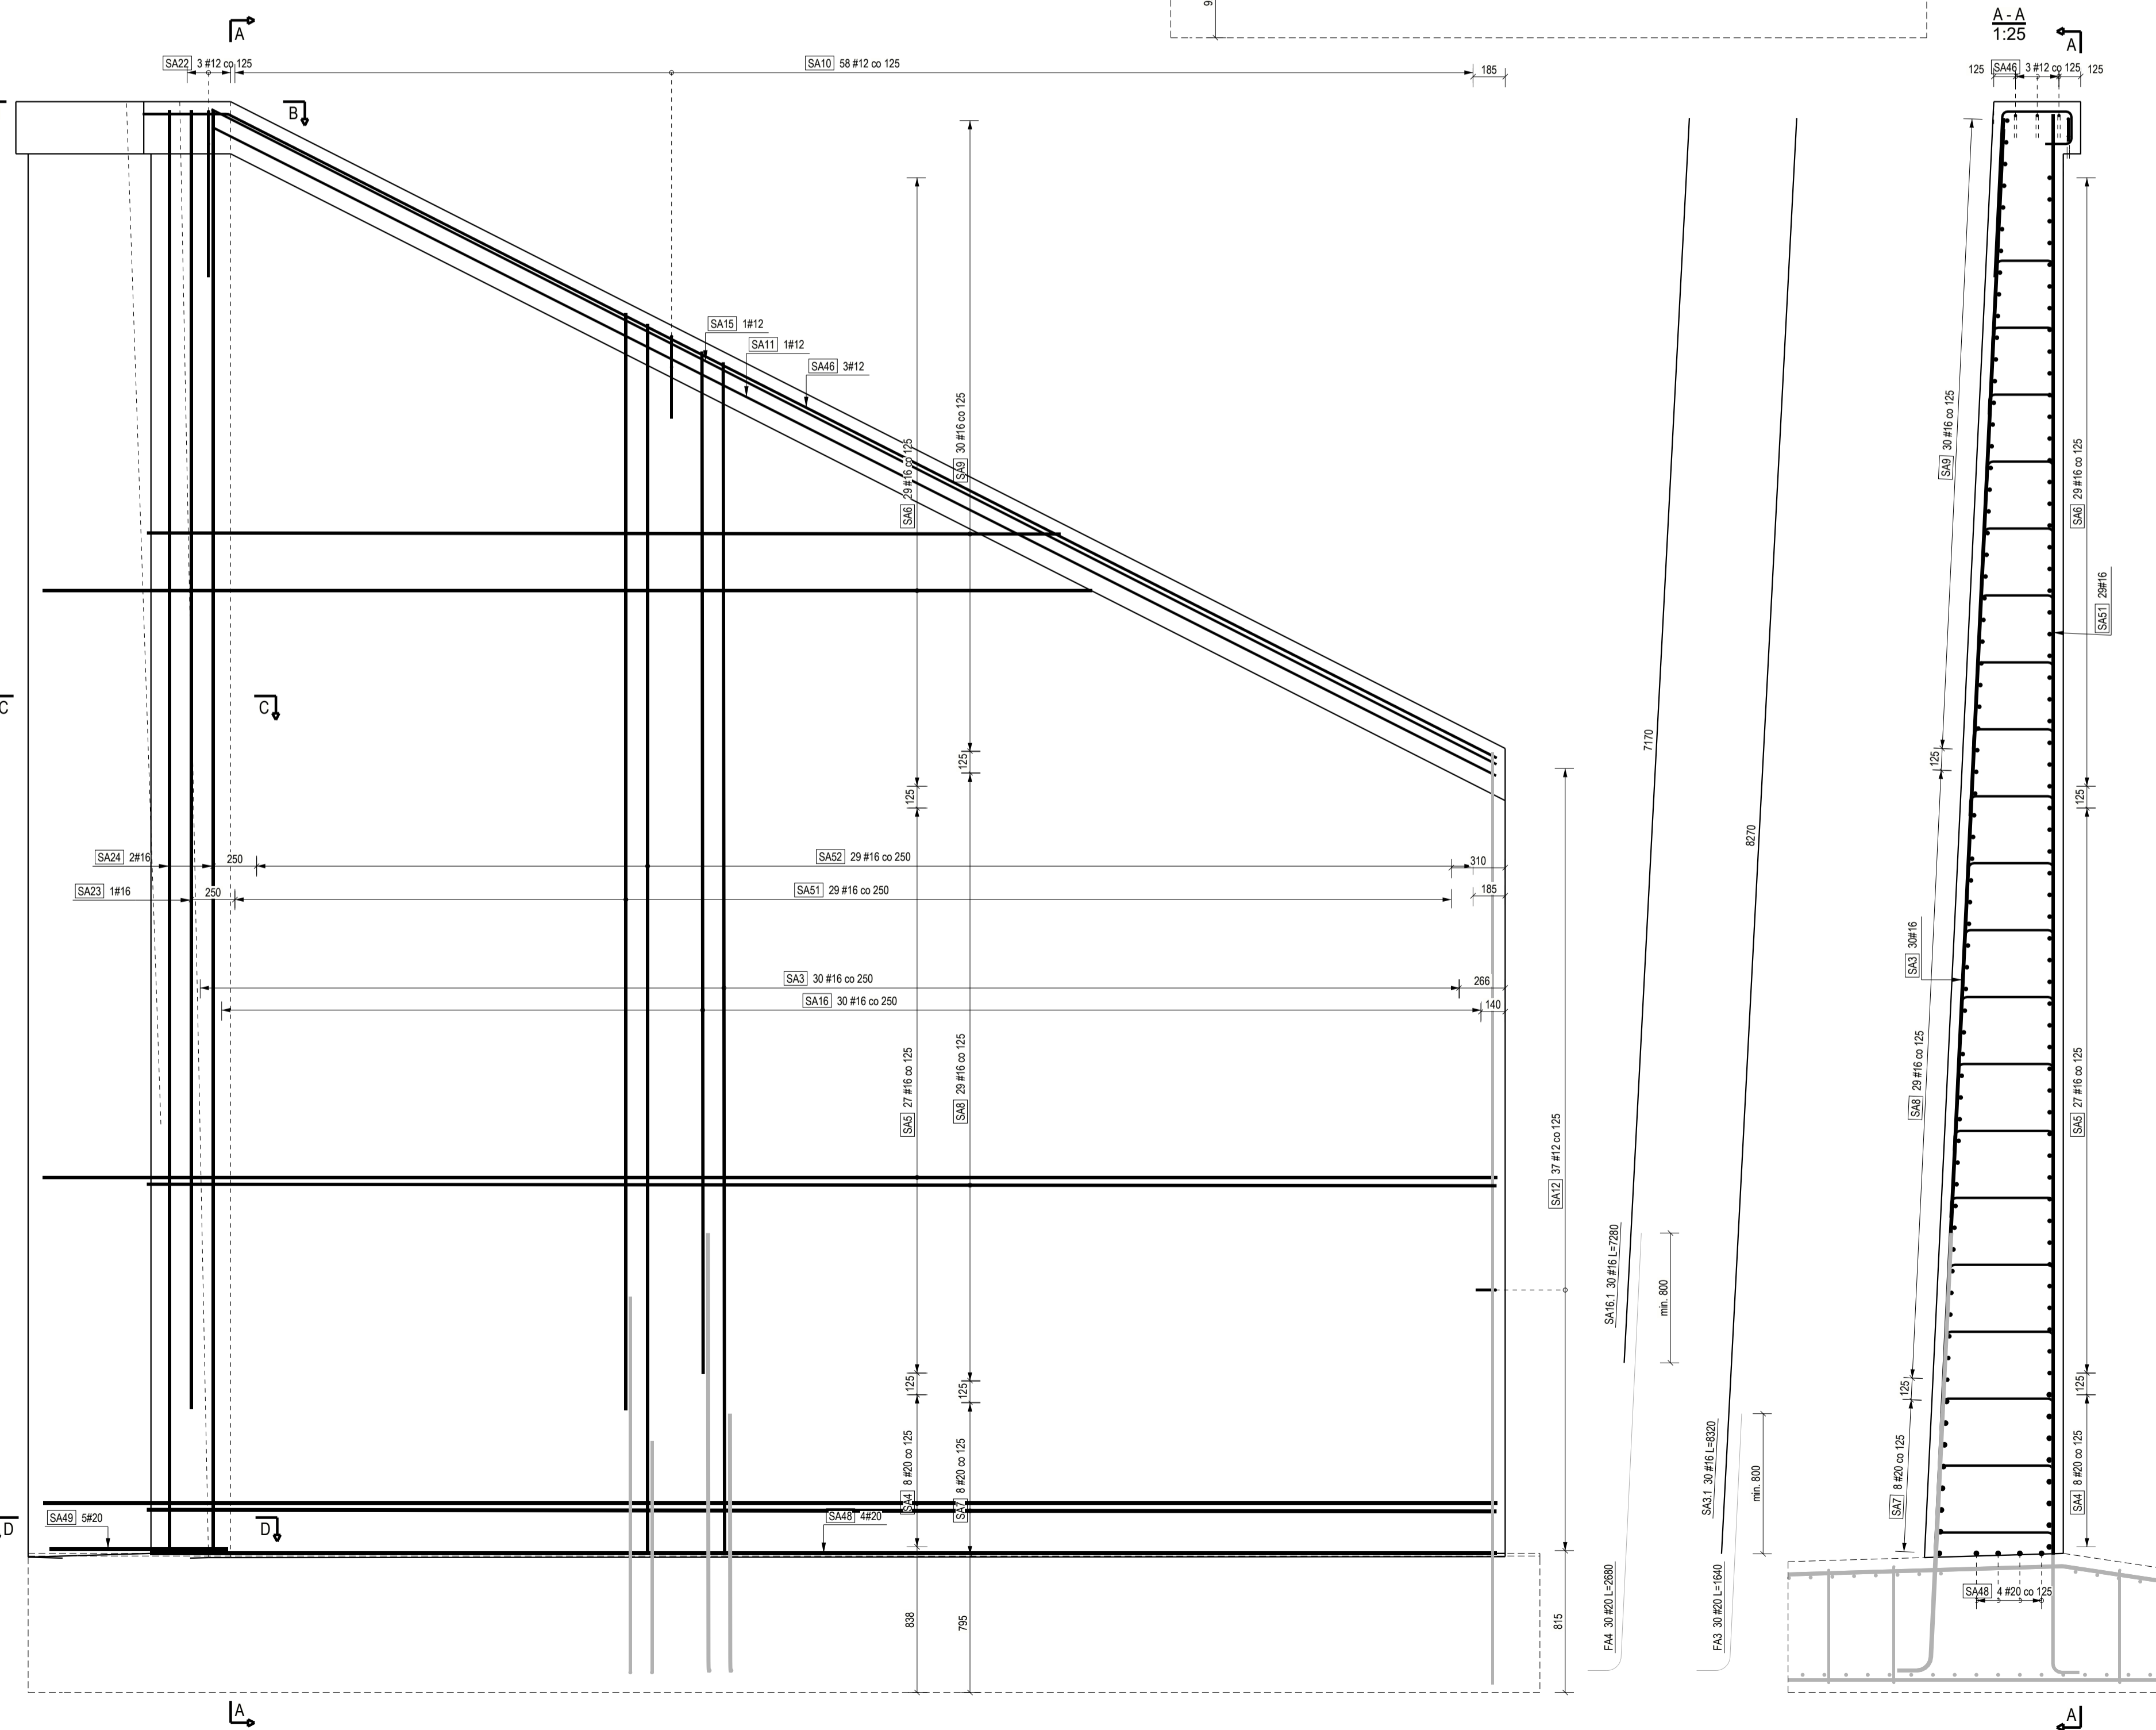 9
A - A
1:25
A
A
SA22 3 #12 co 125
SA10 58 #12 co 125
185
125
SA46 3 #12 co 125
125
B
SA15 1#12
SA11 1#12
SA46 3#12
SA6 29 #16 co 125
SA9 30 #16 co 125
SA9 30 #16 co 125
SA6 29 #16 co 125
SA51 29#16
C
C
7170
8270
125
125
125
125
SA24 2#16
250
SA52 29 #16 co 250
310
SA23 1#16
250
SA51 29 #16 co 250
185
SA3 30#16
SA3 30 #16 co 250
266
SA16 30 #16 co 250
140
SA5 27 #16 co 125
SA8 29 #16 co 125
SA12 37 #12 co 125
SA8 29 #16 co 125
SA5 27 #16 co 125
SA16.1 30 #16 L=7280
min. 800
125
125
125
125
SA4 8 #20 co 125
SA7 8 #20 co 125
SA3.1 30 #16 L=8320
min. 800
SA7 8 #20 co 125
SA4 8 #20 co 125
D
SA49 5#20
D
SA48 4#20
838
795
815
FA4 30 #20 L=2680
FA3 30 #20 L=1640
SA48 4 #20 co 125
A
A